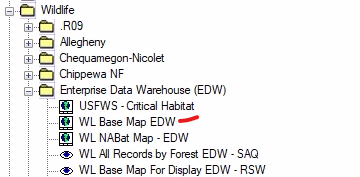 Wildlife
.R09
Allegheny
Chequamegon-Nicolet
Chippewa NF
Enterprise Data Warehouse (EDW)
USFWS - Critical Habitat
WL Base Map EDW
WL NABat Map - EDW
WL All Records by Forest EDW - SAQ
WL Base Map For Display EDW - RSW